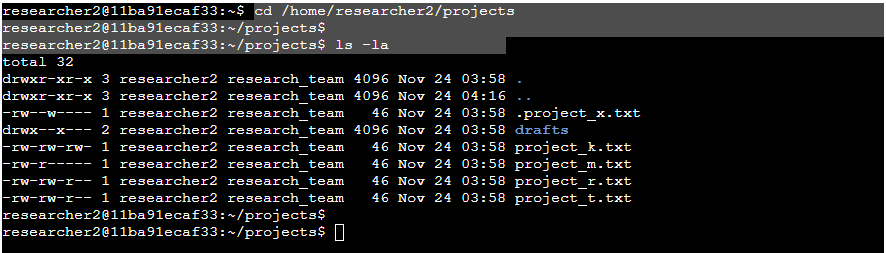 researcher2@11ba91ecaf33:~$ cd /home/researcher2/projects
researcher2@11ba91ecaf33:~/projects$
researcher2@11ba91ecaf33:~/projects$ ls -la
total 32
drwxr-xr-x 3 researcher2 research_team 4096 Nov 24 03:58 .
drwxr-xr-x 3 researcher2 research_team 4096 Nov 24 04:16 ..
-rw--w---- 1 researcher2 research_team   46 Nov 24 03:58 .project_x.txt
drwx--x--- 2 researcher2 research_team 4096 Nov 24 03:58 drafts
-rw-rw-rw- 1 researcher2 research_team   46 Nov 24 03:58 project_k.txt
-rw-r----- 1 researcher2 research_team   46 Nov 24 03:58 project_m.txt
-rw-rw-r-- 1 researcher2 research_team   46 Nov 24 03:58 project_r.txt
-rw-rw-r-- 1 researcher2 research_team   46 Nov 24 03:58 project_t.txt
researcher2@11ba91ecaf33:~/projects$
researcher2@11ba91ecaf33:~/projects$